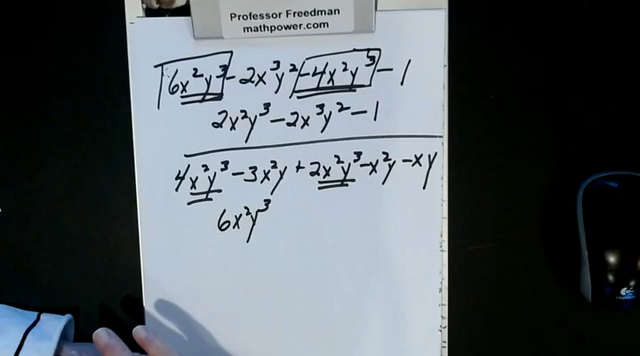 Professor Freedman
mathpower.com
6x²y³ - 2x³y² - 4x²y³ - 1
2x²y³ - 2x³y² - 1
4x²y³ - 3x²y + 2x²y³ - x²y - xy
6x²y³